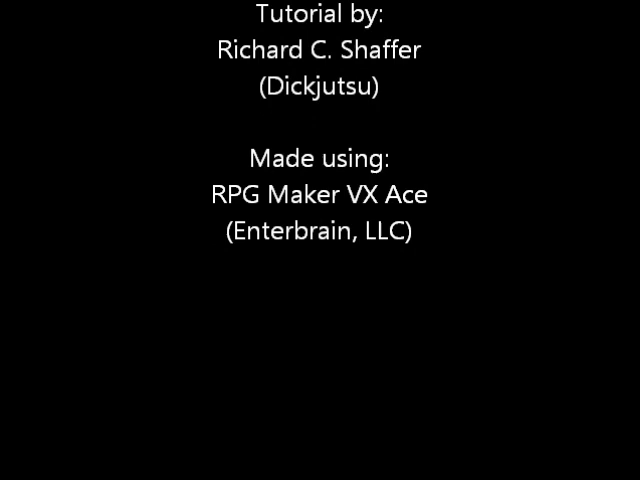 Tutorial by:
Richard C. Shaffer
(Dickjutsu)
Made using:
RPG Maker VX Ace
(Enterbrain, LLC)